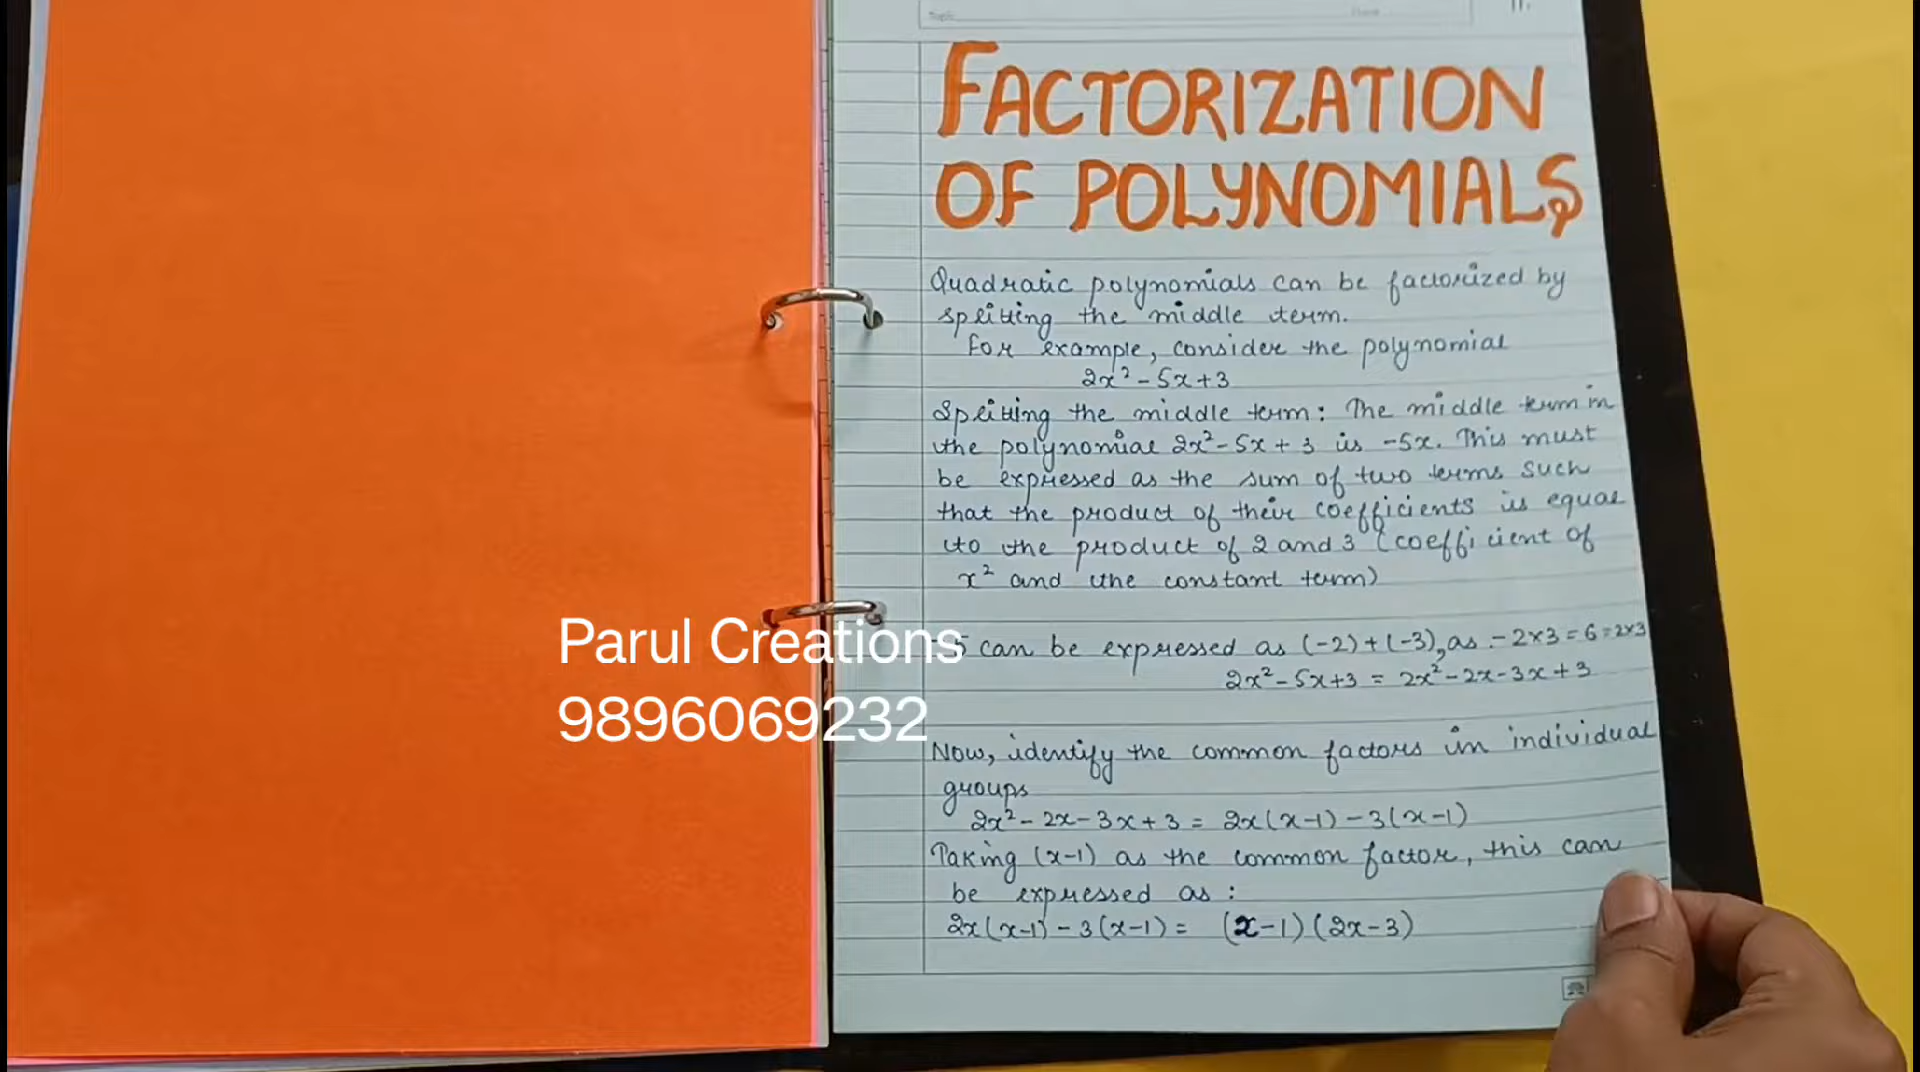 FACTORIZATION
OF POLYNOMIALS
Quadratic polynomials can be factorized by
splitting the middle term.
For example, consider the polynomial
2x² - 5x + 3
Splitting the middle term: The middle term in
the polynomial 2x² - 5x + 3 is -5x. This must
be expressed as the sum of two terms such
that the product of their coefficients is equal
to the product of 2 and 3 (coefficient of
x² and the constant term)
-5 can be expressed as (-2)+(-3), as -2x3 = 6 = 2x3
2x² - 5x + 3 = 2x² - 2x - 3x + 3
Now, identify the common factors in individual
groups
2x² - 2x - 3x + 3 = 2x(x-1) - 3(x-1)
Taking (x-1) as the common factor, this can
be expressed as :
2x(x-1) - 3(x-1) = (x-1) (2x-3)
Parul Creations
9896069232